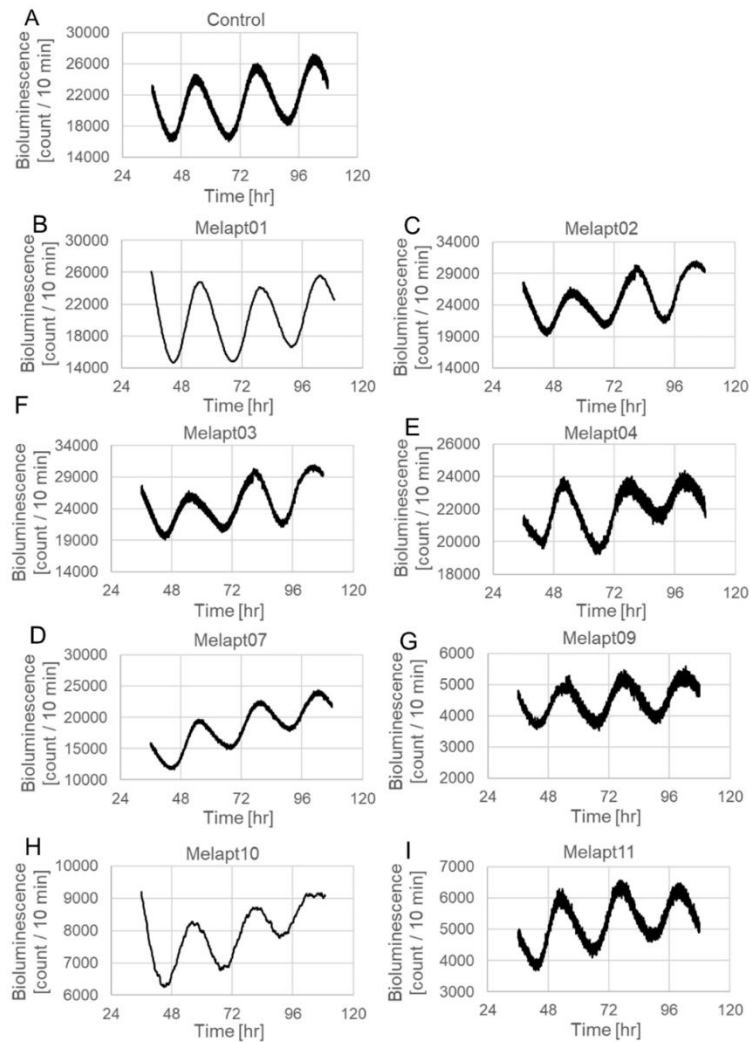 A
Control
Bioluminescence
[count / 10 min]
30000
26000
22000
18000
14000
24 48 72 96 120
Time [hr]
B
Melapt01
Bioluminescence
[count / 10 min]
30000
26000
22000
18000
14000
24 48 72 96 120
Time [hr]
C
Melapt02
Bioluminescence
[count / 10 min]
34000
29000
24000
19000
14000
24 48 72 96 120
Time [hr]
F
Melapt03
Bioluminescence
[count / 10 min]
34000
29000
24000
19000
14000
24 48 72 96 120
Time [hr]
E
Melapt04
Bioluminescence
[count / 10 min]
26000
24000
22000
20000
18000
24 48 72 96 120
Time [hr]
D
Melapt07
Bioluminescence
[count / 10 min]
30000
25000
20000
15000
10000
24 48 72 96 120
Time [hr]
G
Melapt09
Bioluminescence
[count / 10 min]
6000
5000
4000
3000
2000
24 48 72 96 120
Time [hr]
H
Melapt10
Bioluminescence
[count / 10 min]
10000
9000
8000
7000
6000
24 48 72 96 120
Time [hr]
I
Melapt11
Bioluminescence
[count / 10 min]
7000
6000
5000
4000
3000
24 48 72 96 120
Time [hr]